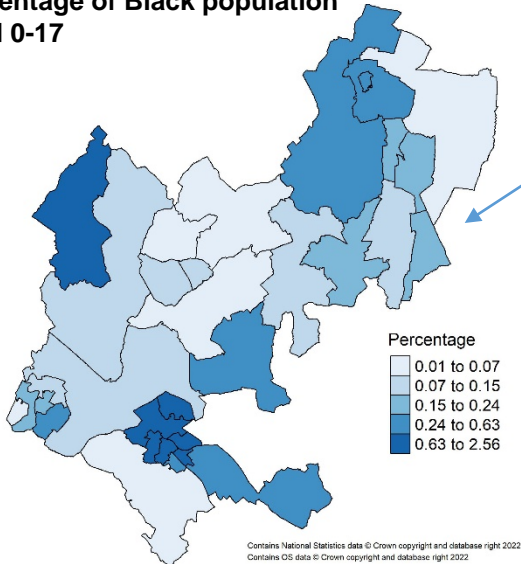 entage of Black population
0-17
Percentage
0.01 to 0.07
0.07 to 0.15
0.15 to 0.24
0.24 to 0.63
0.63 to 2.56
Contains National Statistics data © Crown copyright and database right 2022
Contains OS data © Crown copyright and database right 2022